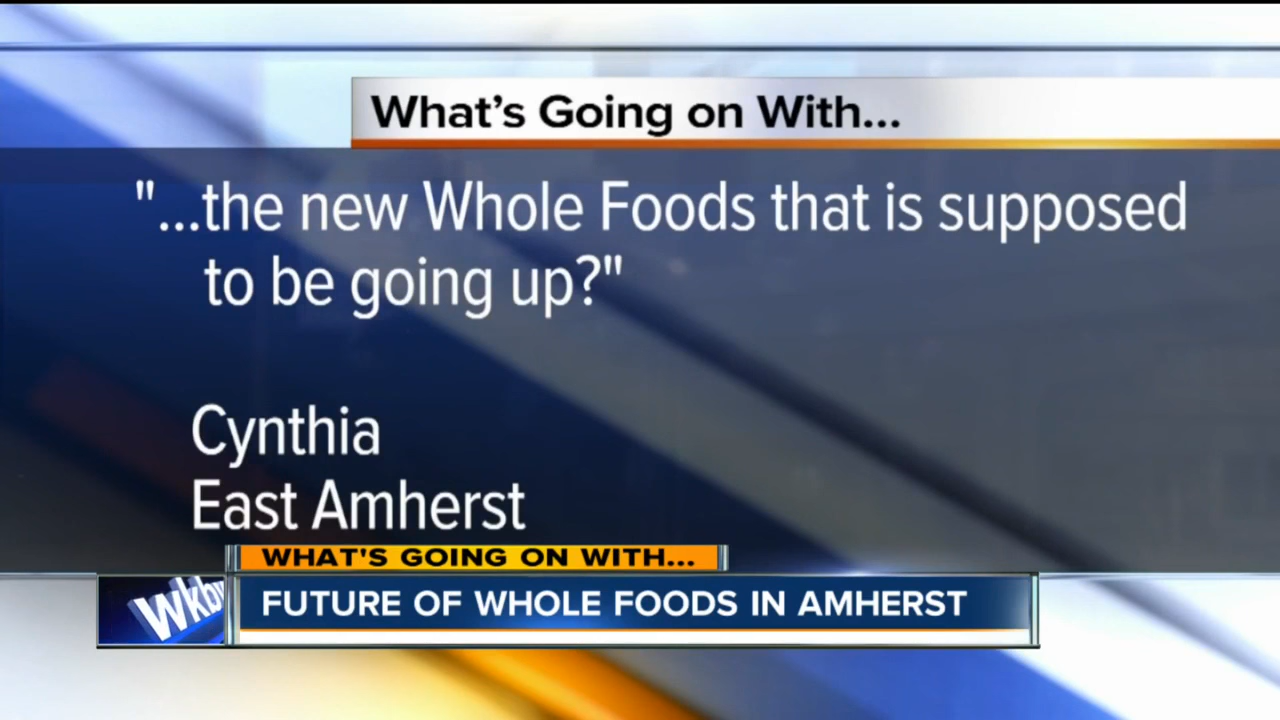 What's Going on With...
"...the new Whole Foods that is supposed
to be going up?"
Cynthia
East Amherst
WHAT'S GOING ON WITH...
wkbw
FUTURE OF WHOLE FOODS IN AMHERST